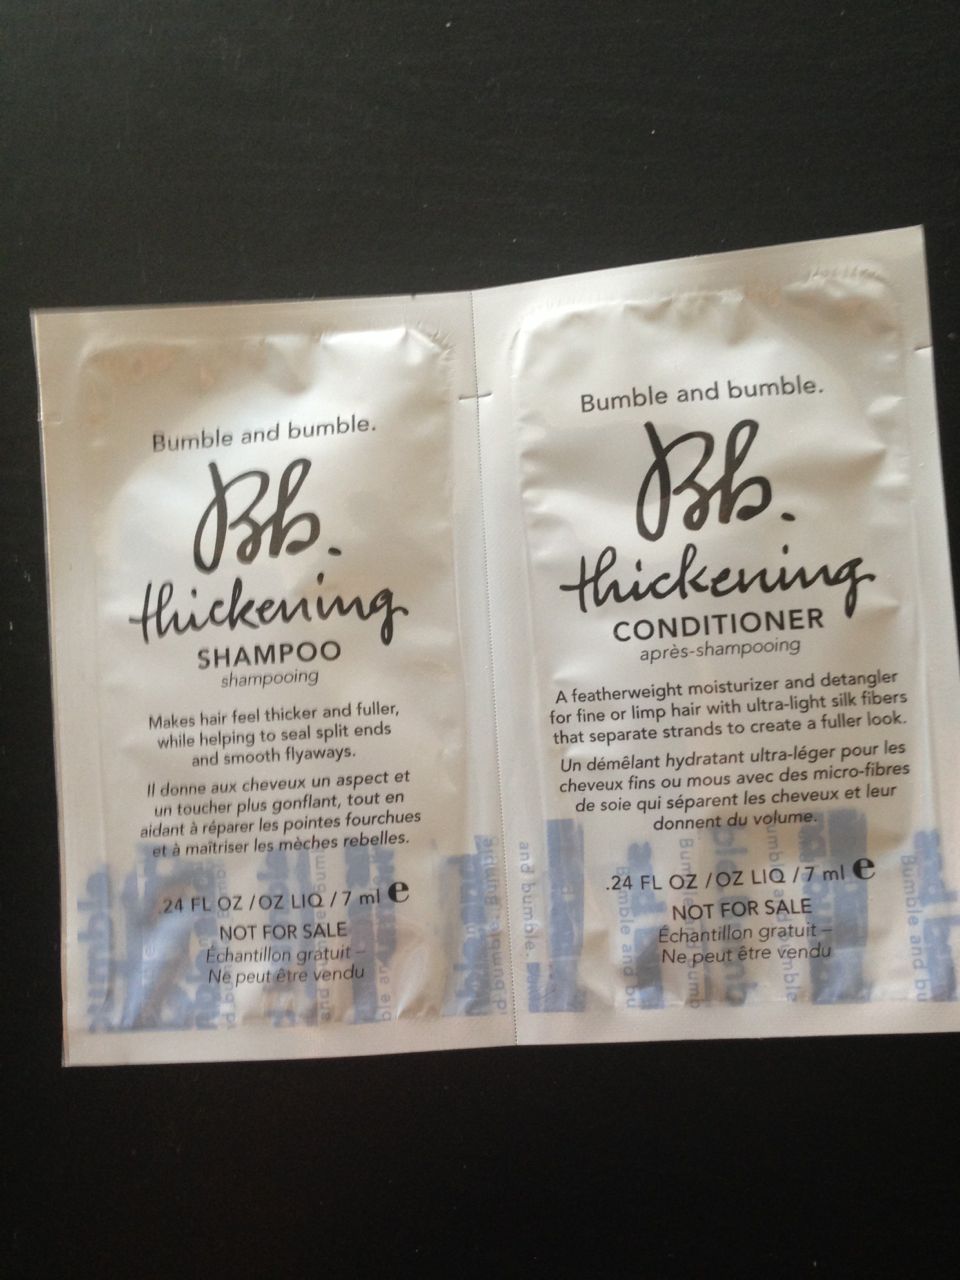 Bumble and bumble.
Bb.
thickening
SHAMPOO
shampooing
Makes hair feel thicker and fuller,
while helping to seal split ends
and smooth flyaways.
Il donne aux cheveux un aspect et
un toucher plus gonflant, tout en
aidant à réparer les pointes fourchues
et à maîtriser les mèches rebelles.
.24 FL OZ / OZ LIQ / 7 ml e
NOT FOR SALE
Échantillon gratuit –
Ne peut être vendu
Bumble and bumble.
Bb.
thickening
CONDITIONER
après-shampooing
A featherweight moisturizer and detangler
for fine or limp hair with ultra-light silk fibers
that separate strands to create a fuller look.
Un démêlant hydratant ultra-léger pour les
cheveux fins ou mous avec des micro-fibres
de soie qui séparent les cheveux et leur
donnent du volume.
.24 FL OZ / OZ LIQ / 7 ml e
NOT FOR SALE
Échantillon gratuit –
Ne peut être vendu
and bumble.